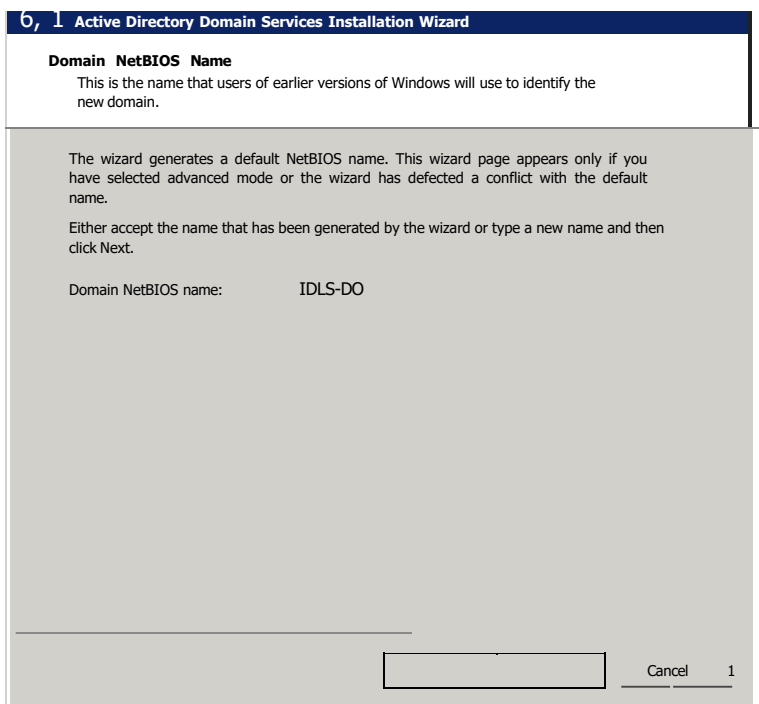 6, 1 Active Directory Domain Services Installation Wizard
Domain NetBIOS Name
This is the name that users of earlier versions of Windows will use to identify the
new domain.
The wizard generates a default NetBIOS name. This wizard page appears only if you
have selected advanced mode or the wizard has defected a conflict with the default
name.
Either accept the name that has been generated by the wizard or type a new name and then
click Next.
Domain NetBIOS name: IDLS-DO
Cancel 1